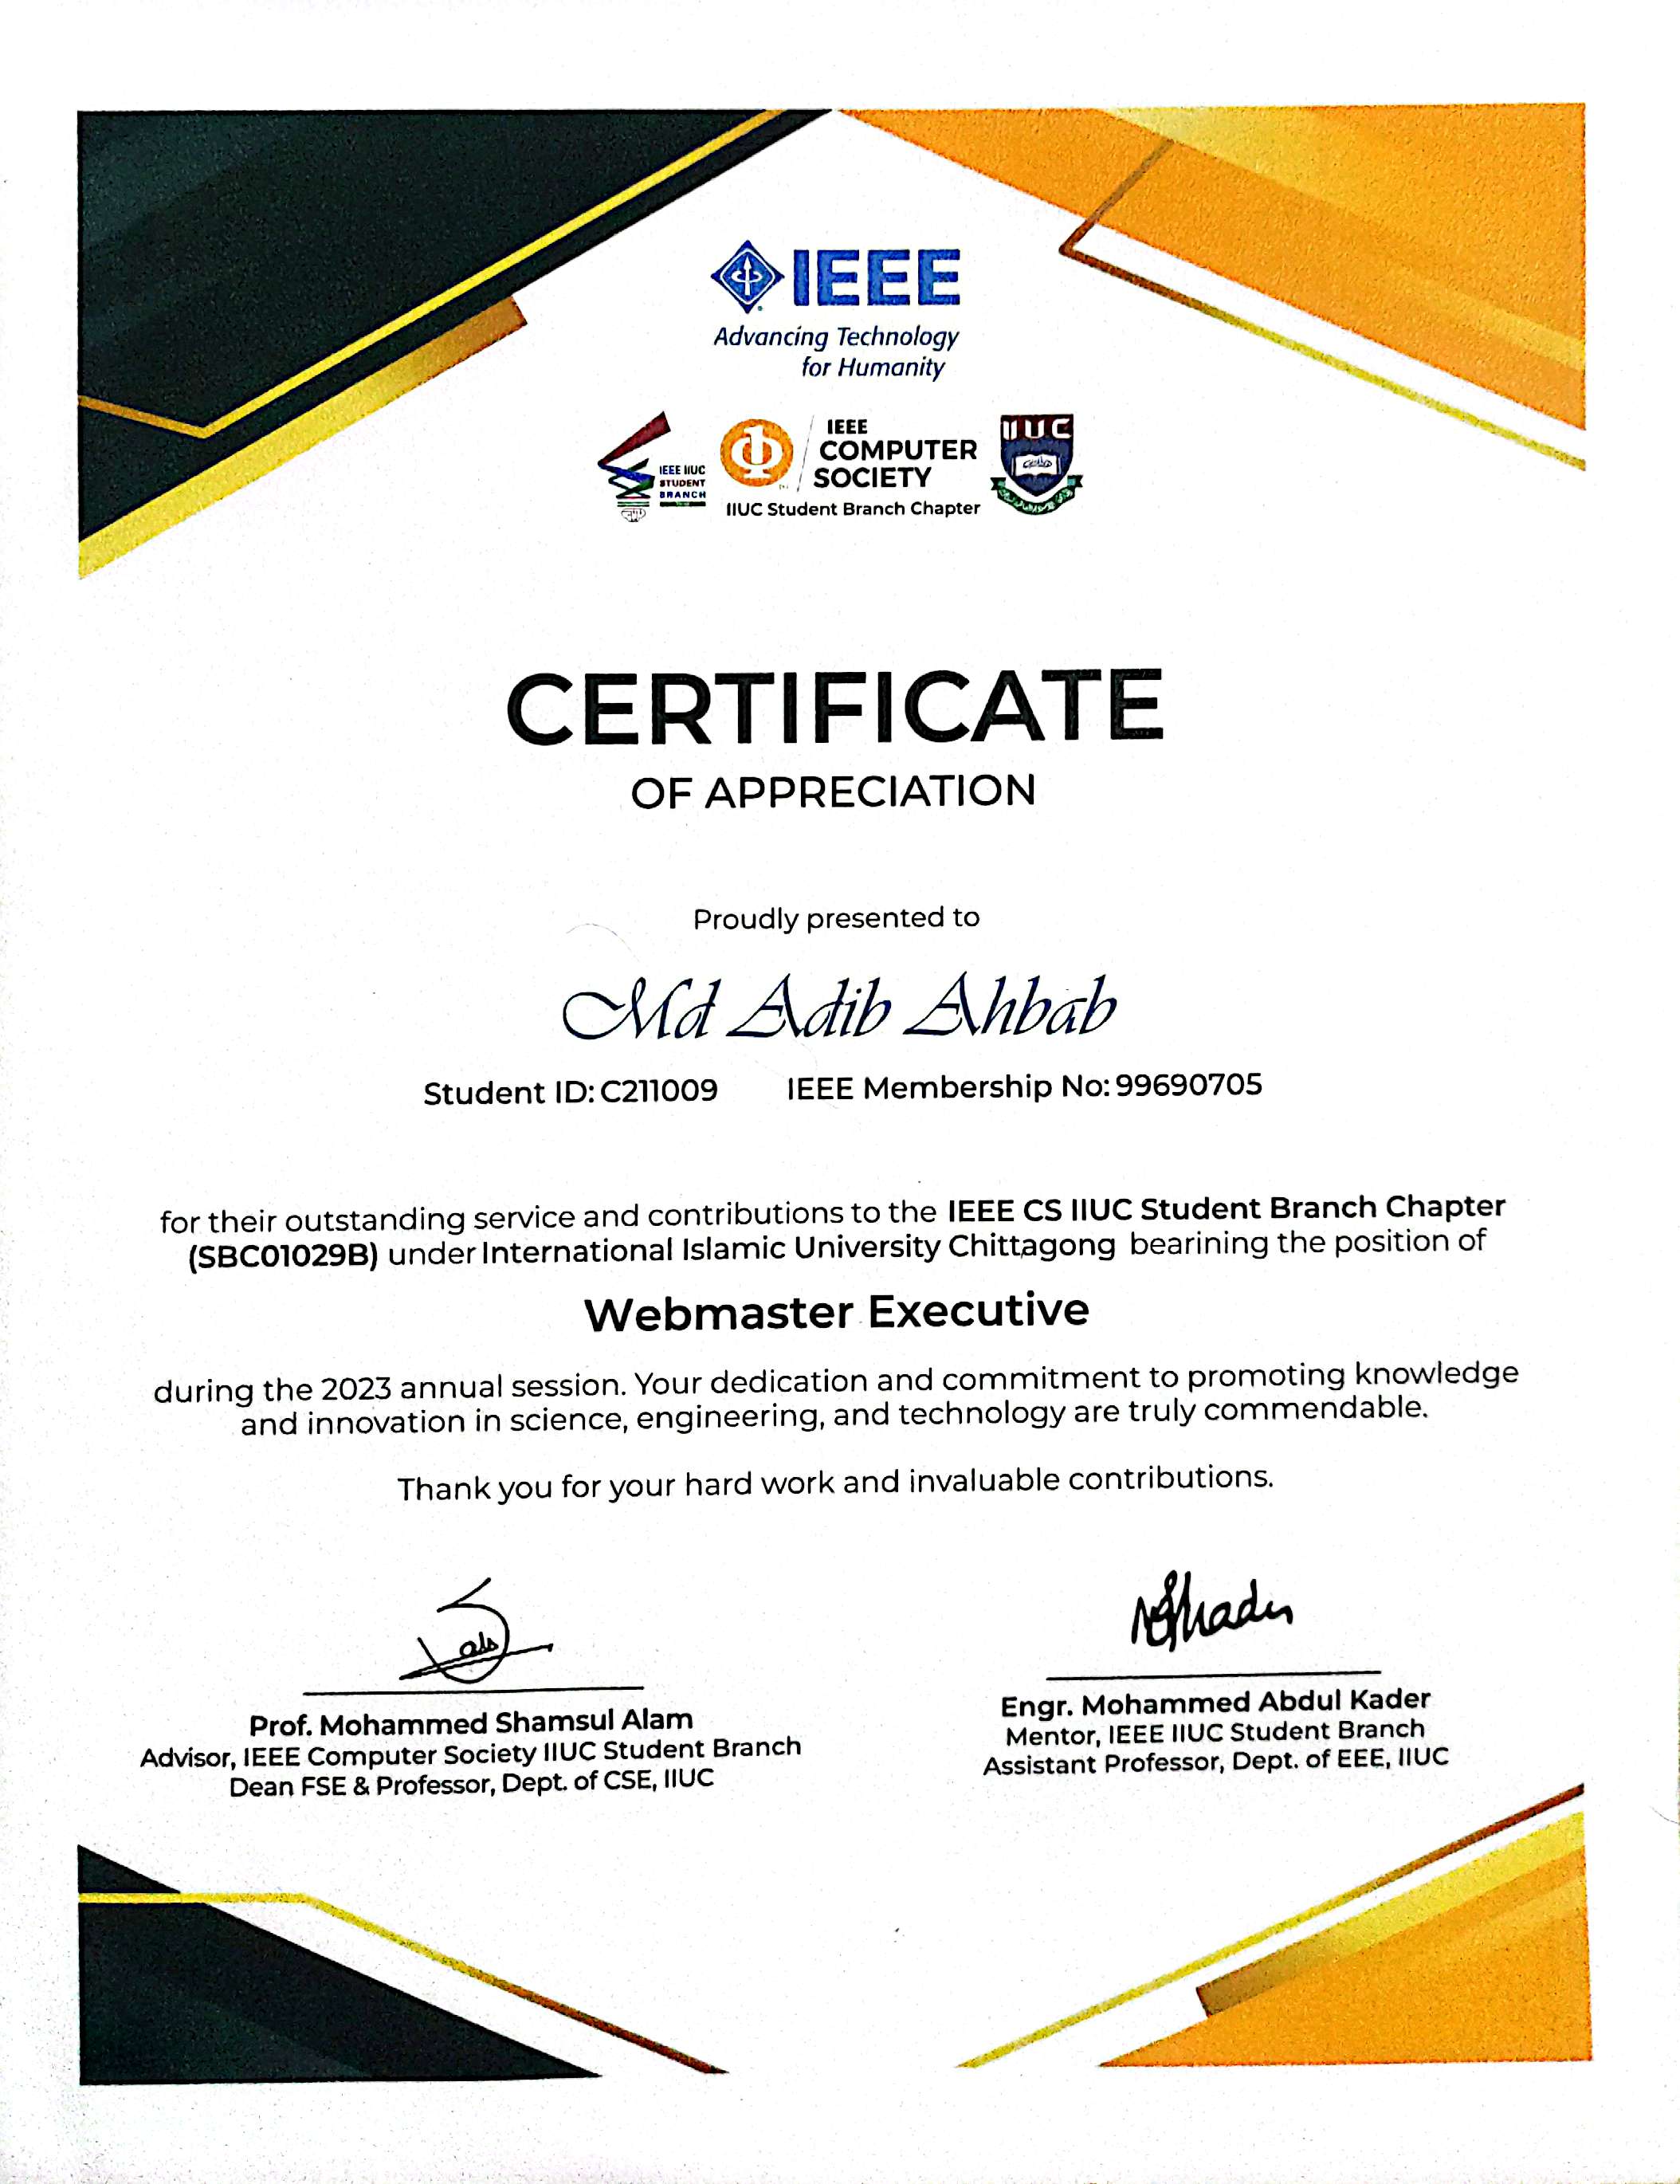 IEEE
Advancing Technology
for Humanity
IEEE IIUC
STUDENT
BRANCH
IEEE
COMPUTER
SOCIETY
IIUC Student Branch Chapter
IIUC
CERTIFICATE
OF APPRECIATION
Proudly presented to
Md Adib Ahbab
Student ID: C211009 IEEE Membership No: 99690705
for their outstanding service and contributions to the IEEE CS IIUC Student Branch Chapter
(SBC01029B) under International Islamic University Chittagong bearining the position of
Webmaster Executive
during the 2023 annual session. Your dedication and commitment to promoting knowledge
and innovation in science, engineering, and technology are truly commendable.
Thank you for your hard work and invaluable contributions.
Prof. Mohammed Shamsul Alam
Advisor, IEEE Computer Society IIUC Student Branch
Dean FSE & Professor, Dept. of CSE, IIUC
Engr. Mohammed Abdul Kader
Mentor, IEEE IIUC Student Branch
Assistant Professor, Dept. of EEE, IIUC